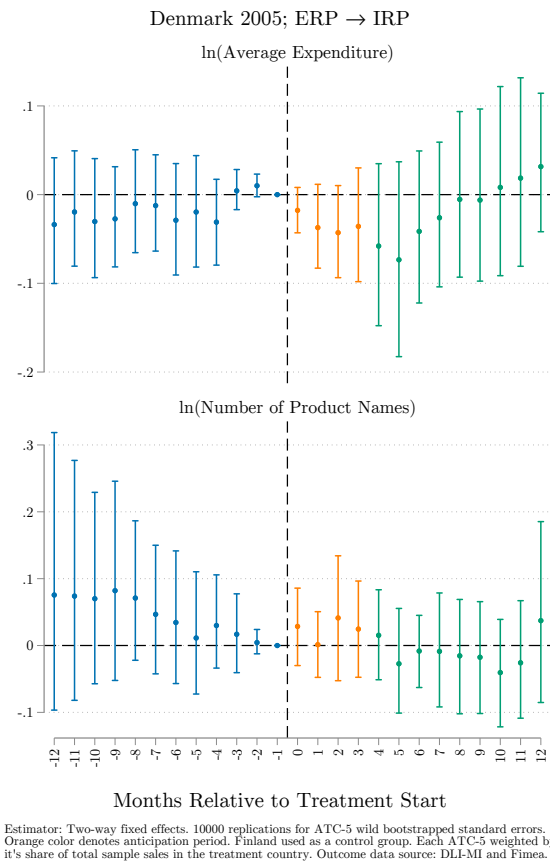 Denmark 2005; ERP → IRP
ln(Average Expenditure)
.1
0
-.1
-.2
ln(Number of Product Names)
.3
.2
.1
0
-.1
-12 -11 -10 -9 -8 -7 -6 -5 -4 -3 -2 -1 0 1 2 3 4 5 6 7 8 9 10 11 12
Months Relative to Treatment Start
Estimator: Two-way fixed effects. 10000 replications for ATC-5 wild bootstrapped standard errors.
Orange color denotes anticipation period. Finland used as a control group. Each ATC-5 weighted by
it's share of total sample sales in the treatment country. Outcome data source: DLI-MI and Fimea.